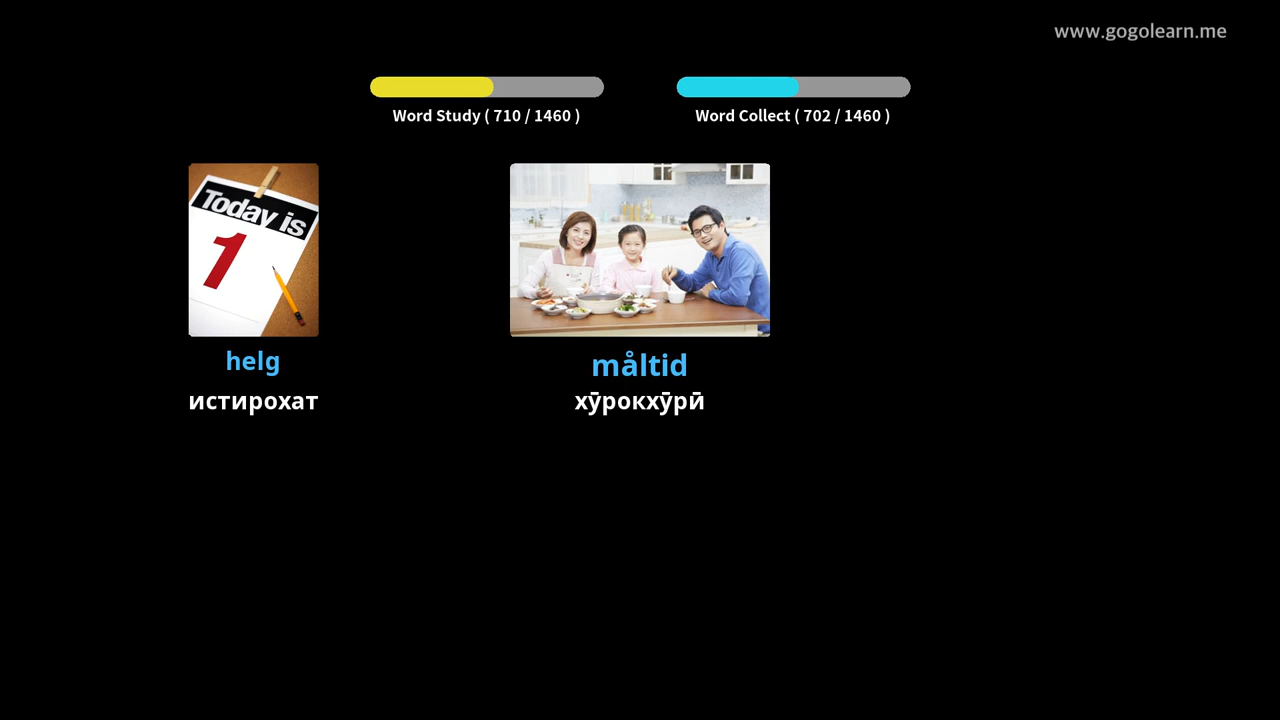 www.gogolearn.me
Word Study ( 710 / 1460 )
Word Collect ( 702 / 1460 )
Today is
1
helg
måltid
истирохат
хӯрокхӯрӣ